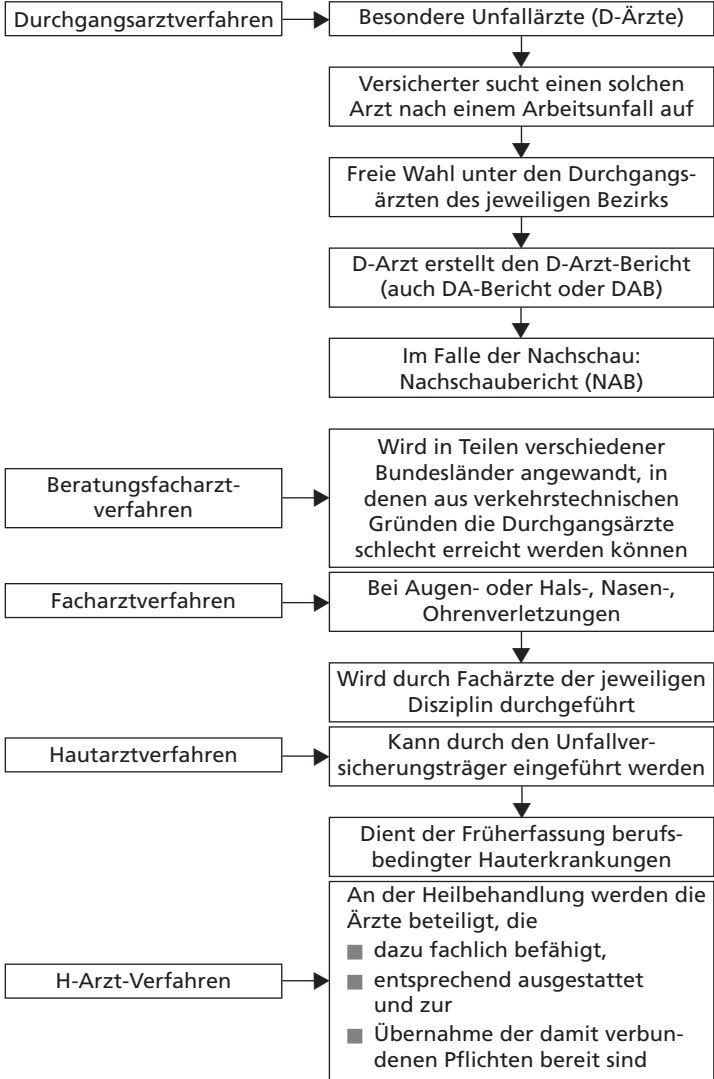 Durchgangsarztverfahren
Besondere Unfallärzte (D-Ärzte)
Versicherter sucht einen solchen
Arzt nach einem Arbeitsunfall auf
Freie Wahl unter den Durchgangs-
ärzten des jeweiligen Bezirks
D-Arzt erstellt den D-Arzt-Bericht
(auch DA-Bericht oder DAB)
Im Falle der Nachschau:
Nachschaubericht (NAB)
Beratungsfacharzt-
verfahren
Wird in Teilen verschiedener
Bundesländer angewandt, in
denen aus verkehrstechnischen
Gründen die Durchgangsärzte
schlecht erreicht werden können
Facharztverfahren
Bei Augen- oder Hals-, Nasen-,
Ohrenverletzungen
Wird durch Fachärzte der jeweiligen
Disziplin durchgeführt
Hautarztverfahren
Kann durch den Unfallver-
sicherungsträger eingeführt werden
Dient der Früherfassung berufs-
bedingter Hauterkrankungen
H-Arzt-Verfahren
An der Heilbehandlung werden die
Ärzte beteiligt, die
■ dazu fachlich befähigt,
■ entsprechend ausgestattet
und zur
■ Übernahme der damit verbun-
denen Pflichten bereit sind